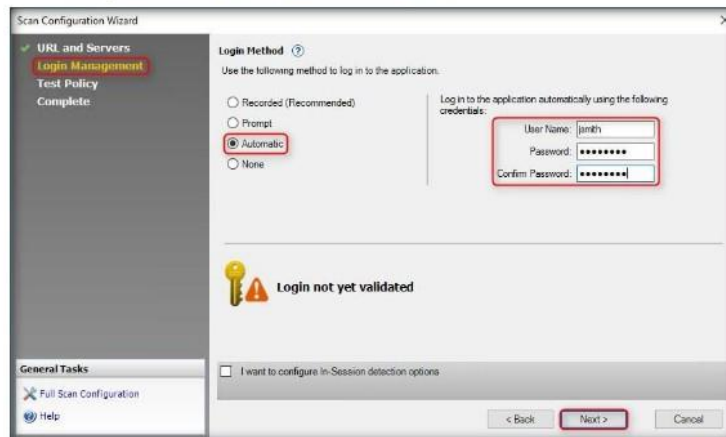 Scan Configuration Wizard
URL and Servers
Login Management
Test Policy
Complete
Login Method ?
Use the following method to log in to the application.
Recorded (Recommended)
Prompt
Automatic
None
Log in to the application automatically using the following
credentials:
User Name: jsmith
Password: ••••••••
Confirm Password: ••••••••
Login not yet validated
General Tasks
Full Scan Configuration
? Help
I want to configure In-Session detection options
< Back
Next >
Cancel